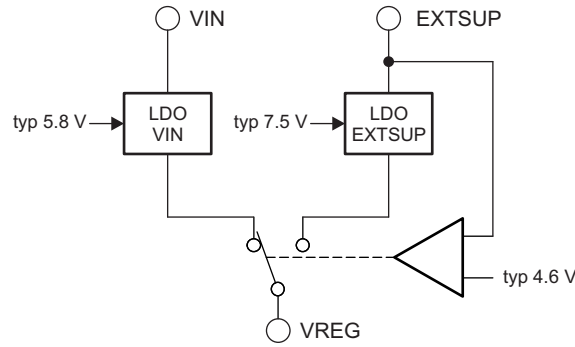 VIN
EXTSUP
typ 5.8 V
LDO
VIN
typ 7.5 V
LDO
EXTSUP
typ 4.6 V
VREG